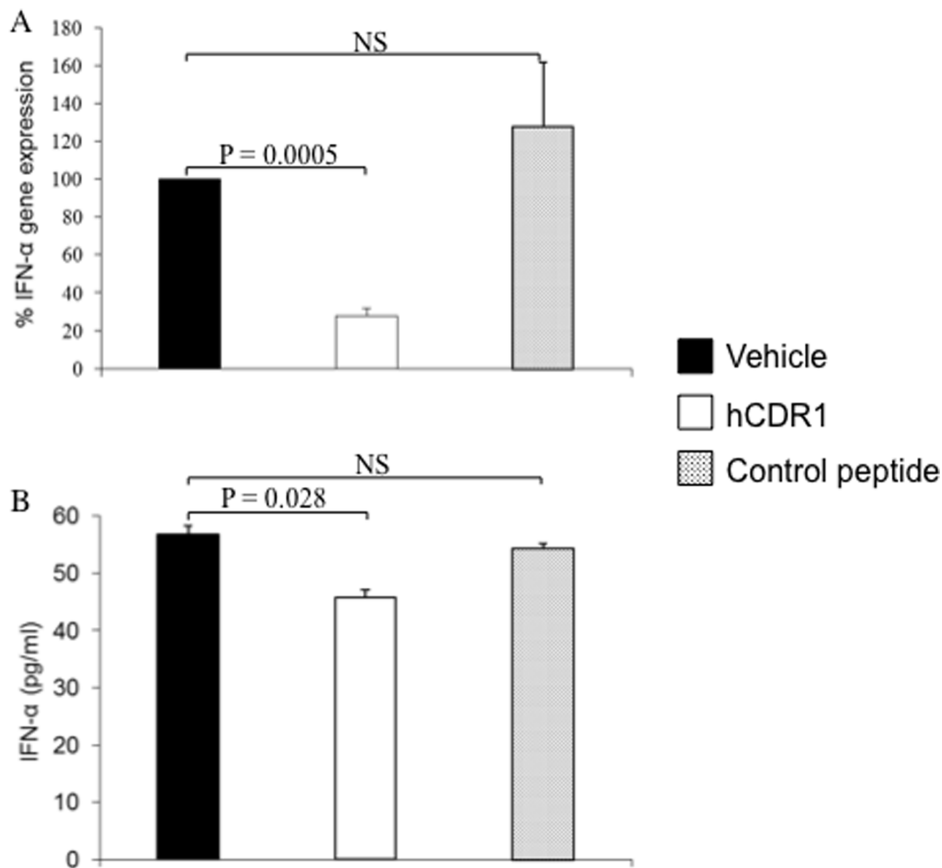 A
180
160
140
120
100
80
60
40
20
0
% IFN-α gene expression
NS
P = 0.0005
Vehicle
hCDR1
Control peptide
B
60
50
40
30
20
10
0
IFN-α (pg/ml)
NS
P = 0.028